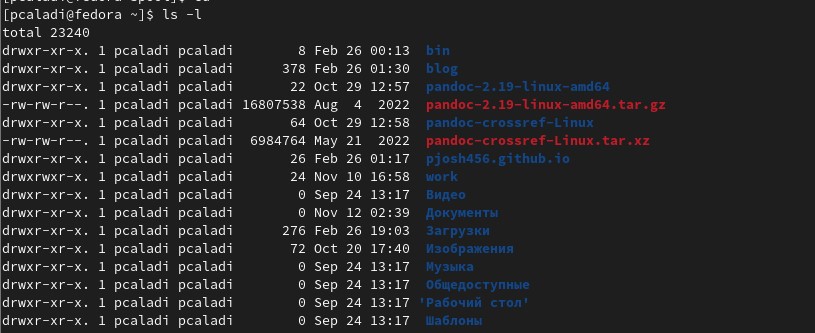 [pcaladi@fedora ~]$ ls -l
total 23240
drwxr-xr-x. 1 pcaladi pcaladi        8 Feb 26 00:13  bin
drwxr-xr-x. 1 pcaladi pcaladi      378 Feb 26 01:30  blog
drwxr-xr-x. 1 pcaladi pcaladi       22 Oct 29 12:57  pandoc-2.19-linux-amd64
-rw-rw-r--. 1 pcaladi pcaladi 16807538 Aug  4  2022  pandoc-2.19-linux-amd64.tar.gz
drwxr-xr-x. 1 pcaladi pcaladi       64 Oct 29 12:58  pandoc-crossref-Linux
-rw-rw-r--. 1 pcaladi pcaladi  6984764 May 21  2022  pandoc-crossref-Linux.tar.xz
drwxr-xr-x. 1 pcaladi pcaladi       26 Feb 26 01:17  pjosh456.github.io
drwxrwxr-x. 1 pcaladi pcaladi       24 Nov 10 16:58  work
drwxr-xr-x. 1 pcaladi pcaladi        0 Sep 24 13:17  Видео
drwxr-xr-x. 1 pcaladi pcaladi        0 Nov 12 02:39  Документы
drwxr-xr-x. 1 pcaladi pcaladi      276 Feb 26 19:03  Загрузки
drwxr-xr-x. 1 pcaladi pcaladi       72 Oct 20 17:40  Изображения
drwxr-xr-x. 1 pcaladi pcaladi        0 Sep 24 13:17  Музыка
drwxr-xr-x. 1 pcaladi pcaladi        0 Sep 24 13:17  Общедоступные
drwxr-xr-x. 1 pcaladi pcaladi        0 Sep 24 13:17 'Рабочий стол'
drwxr-xr-x. 1 pcaladi pcaladi        0 Sep 24 13:17  Шаблоны